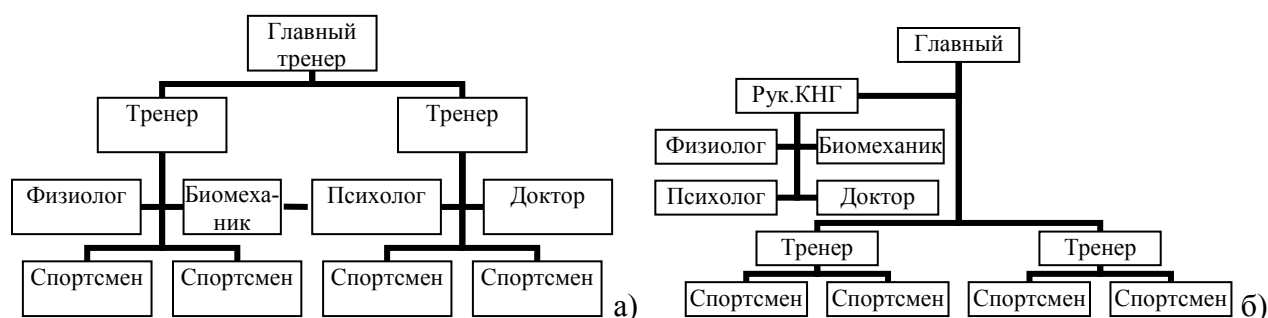 Главный
тренер
Тренер
Тренер
Физиолог
Биомеха-
ник
Психолог
Доктор
Спортсмен
Спортсмен
Спортсмен
Спортсмен
а)
Главный
Рук.КНГ
Физиолог
Биомеханик
Психолог
Доктор
Тренер
Тренер
Спортсмен
Спортсмен
Спортсмен
Спортсмен
б)